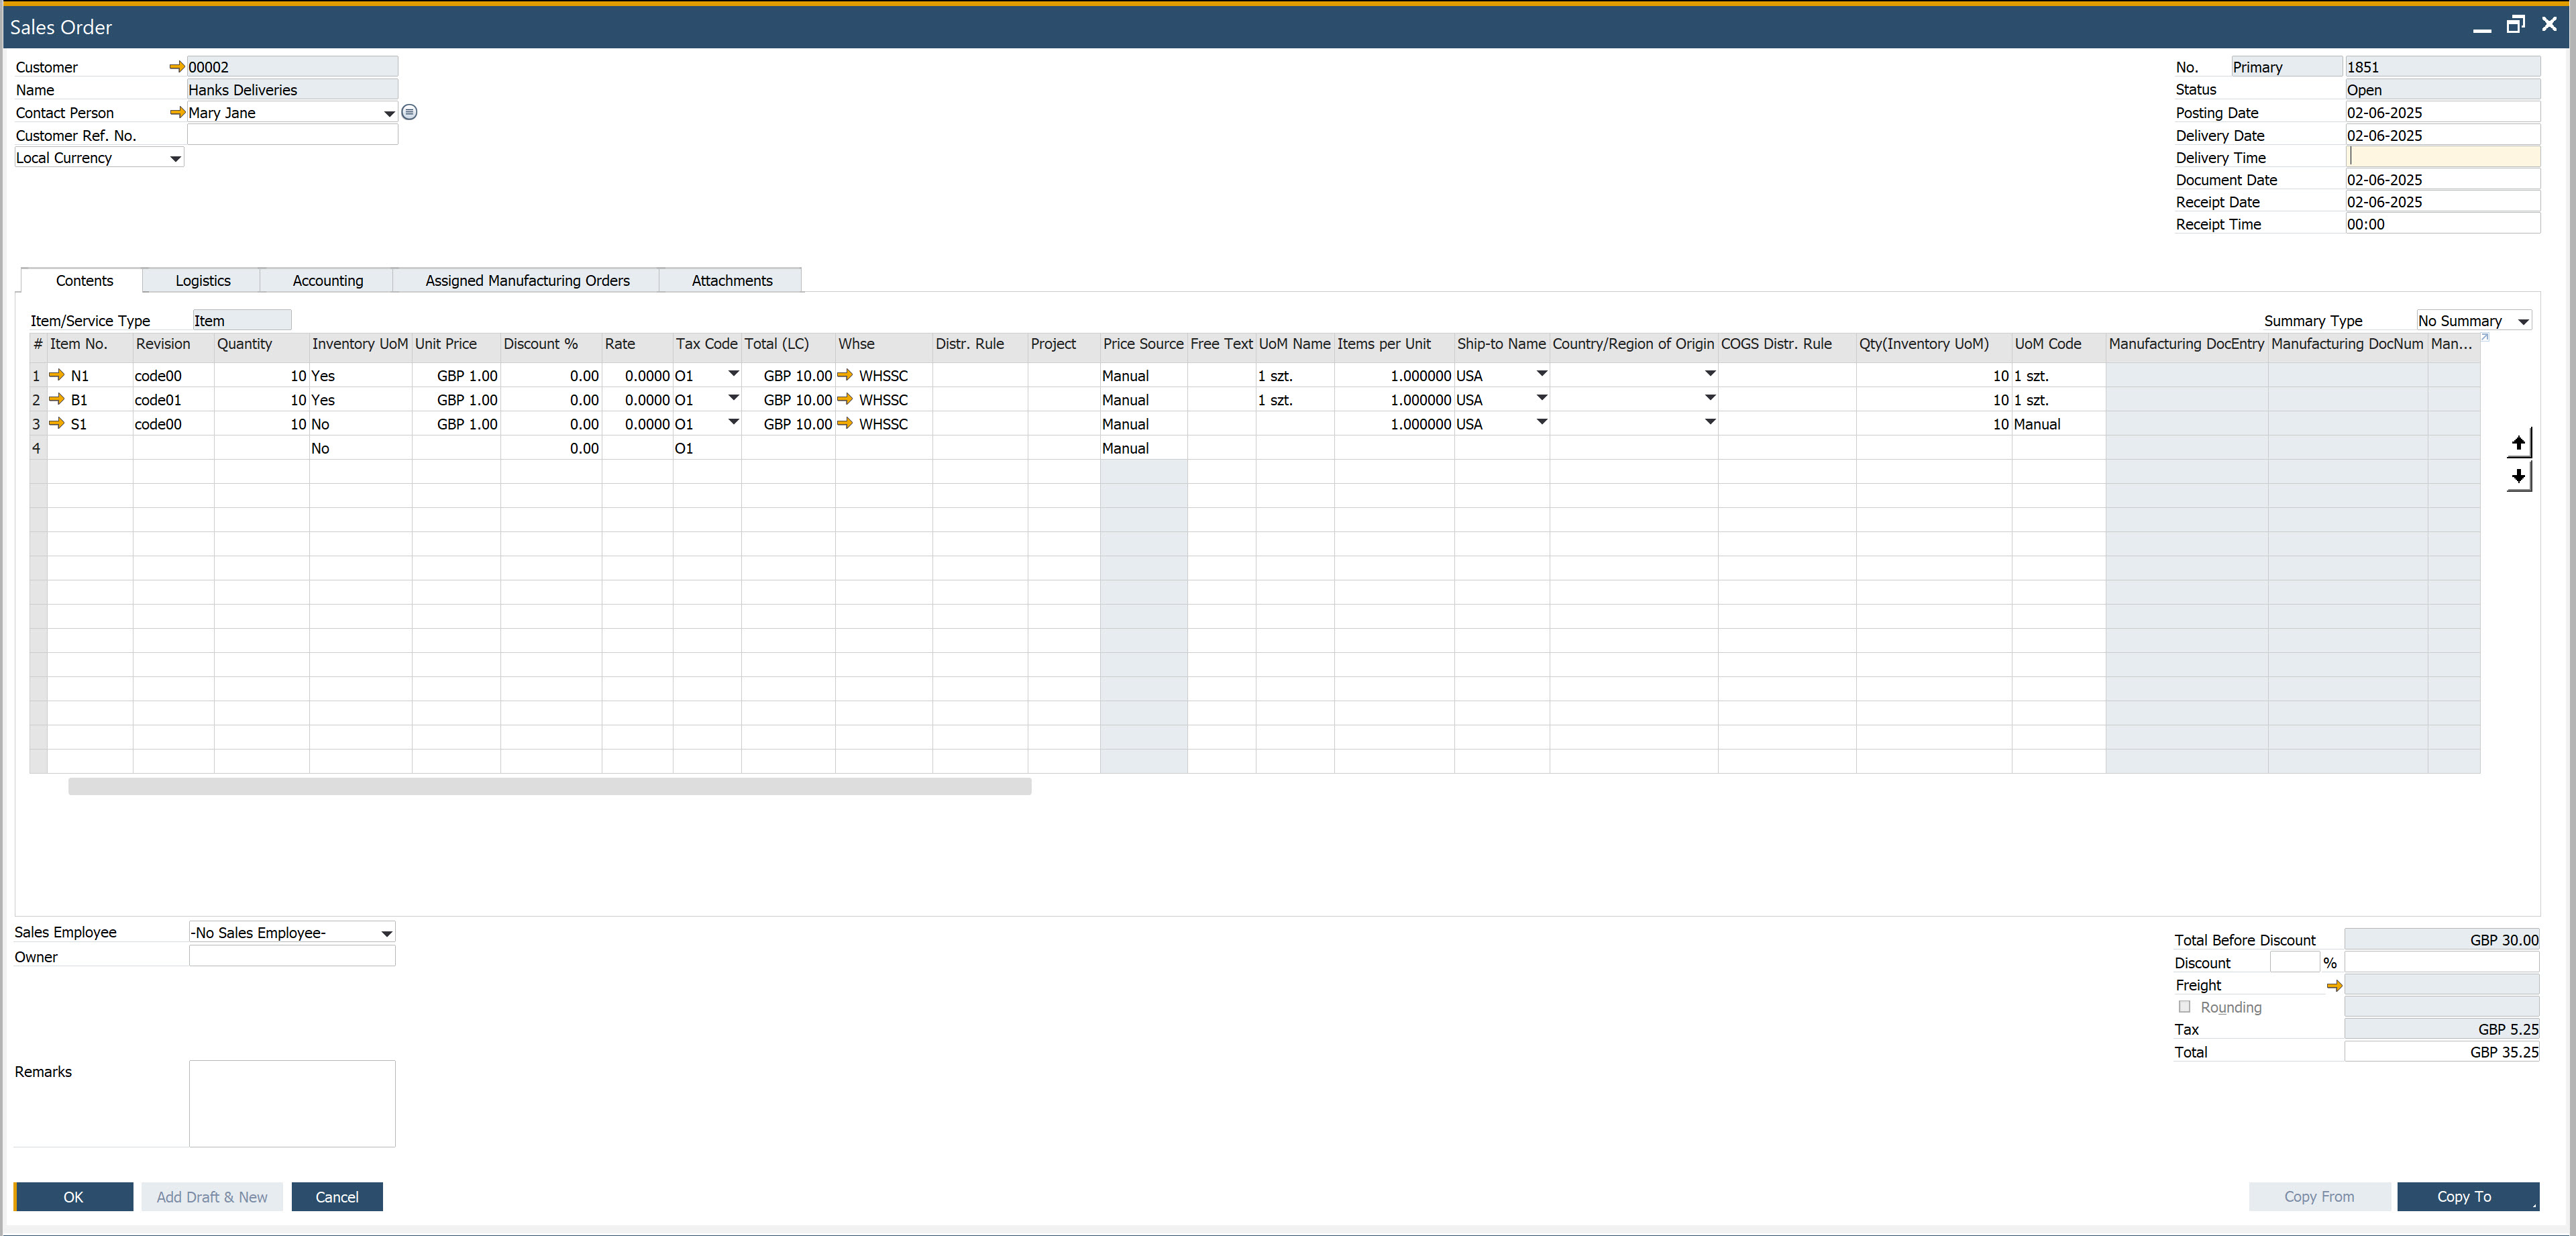 Sales Order
Customer 00002
Name Hanks Deliveries
Contact Person Mary Jane
Customer Ref. No.
Local Currency
No. Primary 1851
Status Open
Posting Date 02-06-2025
Delivery Date 02-06-2025
Delivery Time
Document Date 02-06-2025
Receipt Date 02-06-2025
Receipt Time 00:00
Contents Logistics Accounting Assigned Manufacturing Orders Attachments
Item/Service Type Item Summary Type No Summary
# Item No. Revision Quantity Inventory UoM Unit Price Discount % Rate Tax Code Total (LC) Whse Distr. Rule Project Price Source Free Text UoM Name Items per Unit Ship-to Name Country/Region of Origin COGS Distr. Rule Qty(Inventory UoM) UoM Code Manufacturing DocEntry Manufacturing DocNum Man...
1 N1 code00 10 Yes GBP 1.00 0.00 0.0000 O1 GBP 10.00 WHSSC Manual 1 szt. 1.000000 USA 10 1 szt.
2 B1 code01 10 Yes GBP 1.00 0.00 0.0000 O1 GBP 10.00 WHSSC Manual 1 szt. 1.000000 USA 10 1 szt.
3 S1 code00 10 No GBP 1.00 0.00 0.0000 O1 GBP 10.00 WHSSC Manual 1.000000 USA 10 Manual
4 No 0.00 O1 Manual
Sales Employee -No Sales Employee-
Owner
Remarks
Total Before Discount GBP 30.00
Discount %
Freight
Rounding
Tax GBP 5.25
Total GBP 35.25
OK Add Draft & New Cancel Copy From Copy To